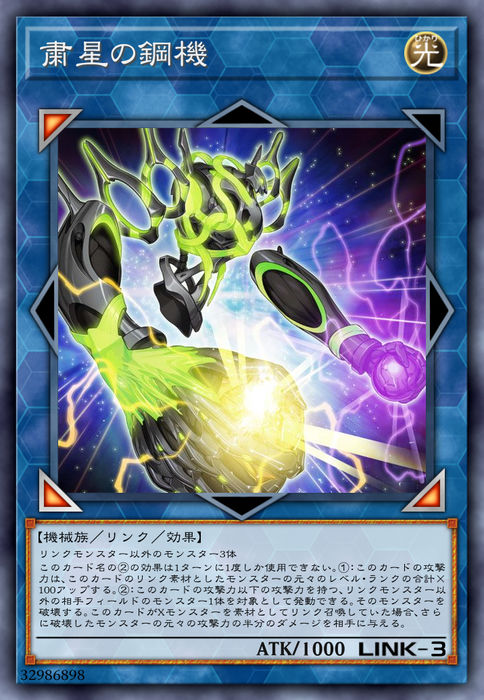 粛星の鋼機
ひかり
光
【機械族／リンク／効果】
リンクモンスター以外のモンスター3体
このカード名の②の効果は1ターンに1度しか使用できない。①：このカードの攻撃
力は、このカードのリンク素材としたモンスターの元々のレベル・ランクの合計×
100アップする。②：このカードの攻撃力以下の攻撃力を持つ、リンクモンスター以
外の相手フィールドのモンスター1体を対象として発動できる。そのモンスターを
破壊する。このカードがXモンスターを素材としてリンク召喚していた場合、さら
に破壊したモンスターの元々の攻撃力の半分のダメージを相手に与える。
ATK/1000 LINK-3
32986898